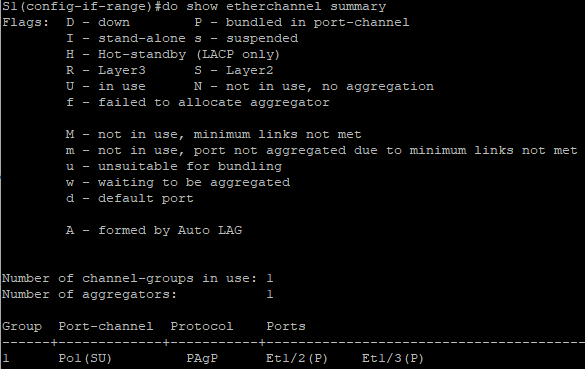 S1(config-if-range)#do show etherchannel summary
Flags:  D - down        P - bundled in port-channel
        I - stand-alone s - suspended
        H - Hot-standby (LACP only)
        R - Layer3      S - Layer2
        U - in use      N - not in use, no aggregation
        f - failed to allocate aggregator

        M - not in use, minimum links not met
        m - not in use, port not aggregated due to minimum links not met
        u - unsuitable for bundling
        w - waiting to be aggregated
        d - default port

        A - formed by Auto LAG


Number of channel-groups in use: 1
Number of aggregators:           1

Group  Port-channel  Protocol    Ports
------+-------------+-----------+-----------------------------------------------
1      Po1(SU)         PAgP      Et1/2(P)    Et1/3(P)